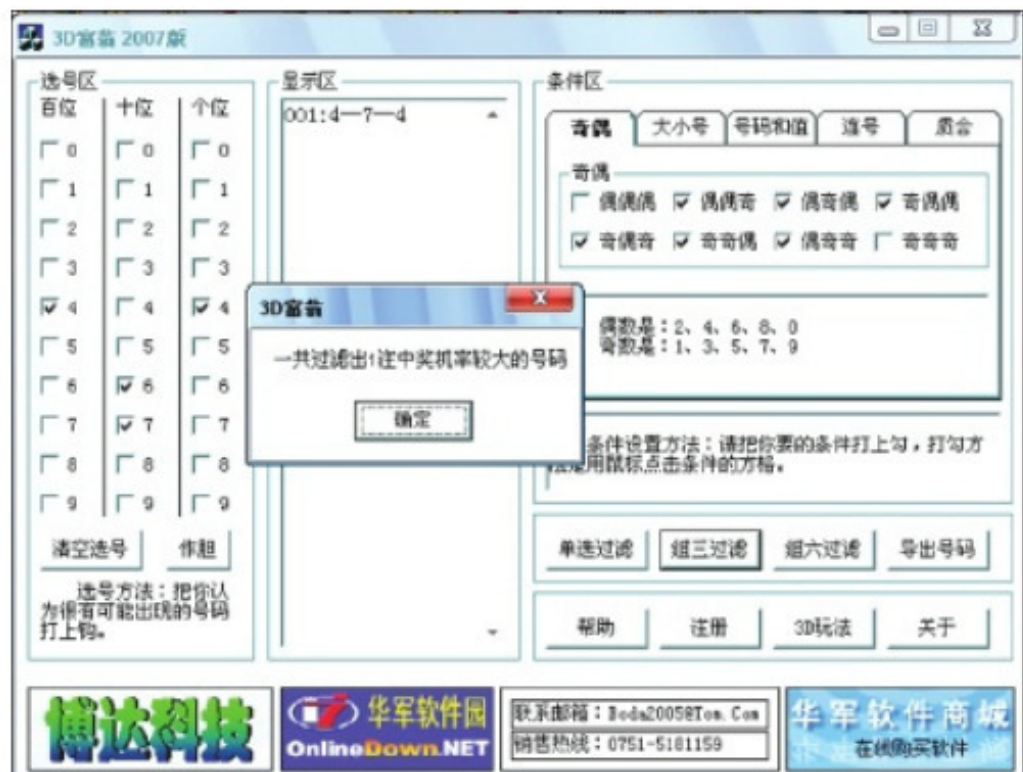 3D富翁 2007版
选号区
百位 十位 个位
0 0 0
1 1 1
2 2 2
3 3 3
4 4 4
5 5 5
6 6 6
7 7 7
8 8 8
9 9 9
清空选号 作胆
选号方法：把你认
为很有可能出现的号码
打上钩。
显示区
001:4—7—4
条件区
奇偶 大小号 号码和值 连号 质合
奇偶
偶偶偶 偶偶奇 偶奇偶 奇偶偶
奇偶奇 奇奇偶 偶奇奇 奇奇奇
偶数是：2、4、6、8、0
奇数是：1、3、5、7、9
3D富翁
一共过滤出1注中奖机率较大的号码
确定
条件设置方法：请把你要的条件打上勾，打勾方
法是用鼠标点击条件的方格。
单选过滤 组三过滤 组六过滤 导出号码
帮助 注册 3D玩法 关于
博达科技
华军软件园
OnlineDown.NET
联系邮箱：Boda2005@Tom.Com
销售热线：0751-5181159
华军软件商城
在线购买软件